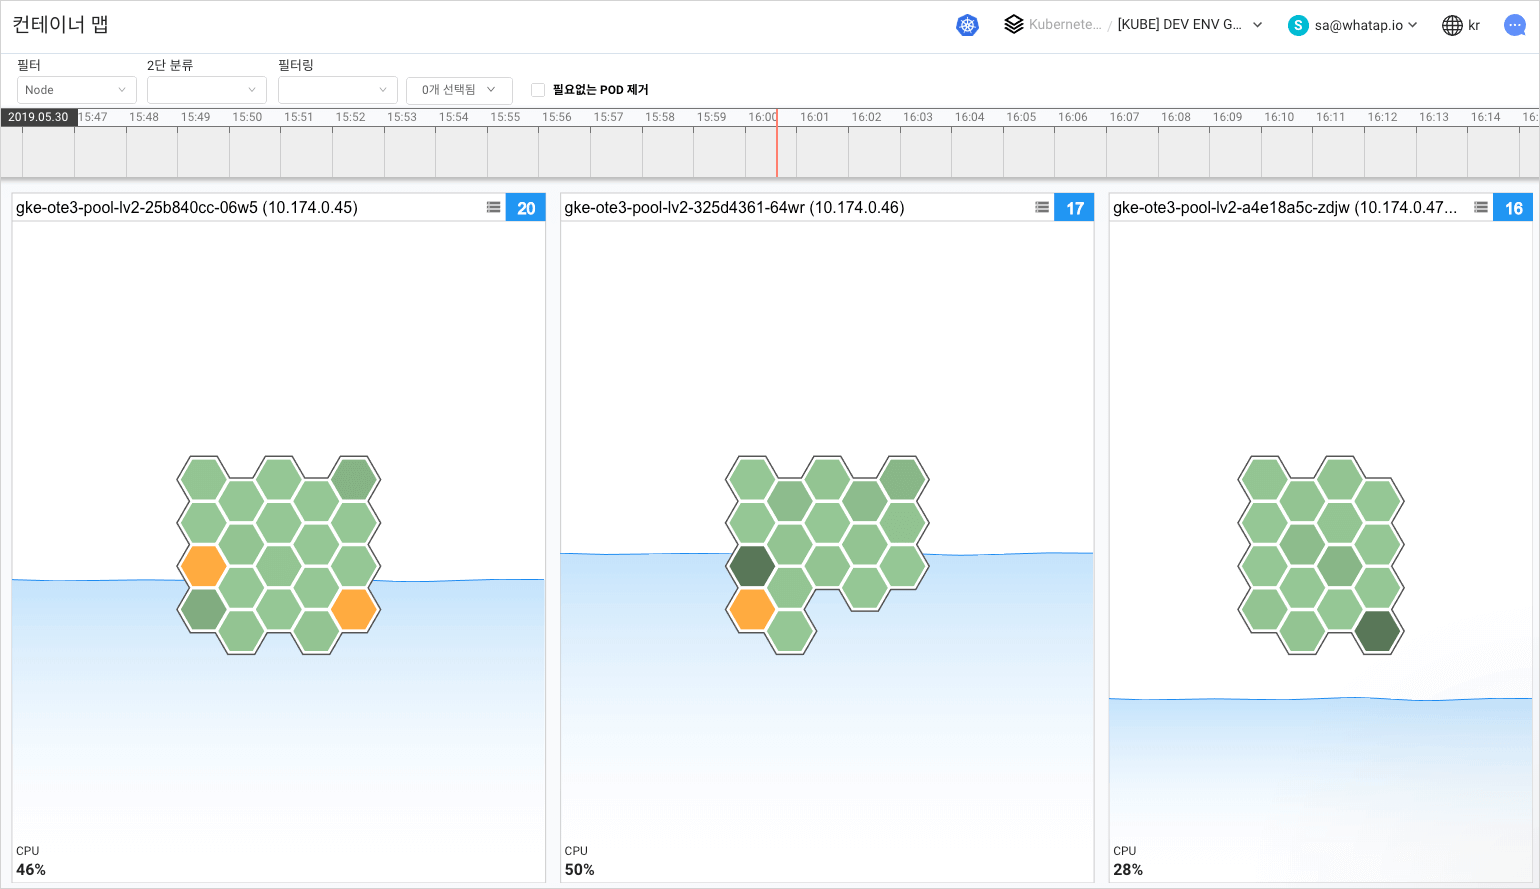 컨테이너 맵
Kubernete... / [KUBE] DEV ENV G...
S sa@whatap.io
kr
필터 2단 분류 필터링
Node 0개 선택됨 필요없는 POD 제거
2019.05.30 15:47 15:48 15:49 15:50 15:51 15:52 15:53 15:54 15:55 15:56 15:57 15:58 15:59 16:00 16:01 16:02 16:03 16:04 16:05 16:06 16:07 16:08 16:09 16:10 16:11 16:12 16:13 16:14 16:
gke-ote3-pool-lv2-25b840cc-06w5 (10.174.0.45) 20
gke-ote3-pool-lv2-325d4361-64wr (10.174.0.46) 17
gke-ote3-pool-lv2-a4e18a5c-zdjw (10.174.0.47... 16
CPU
46%
CPU
50%
CPU
28%